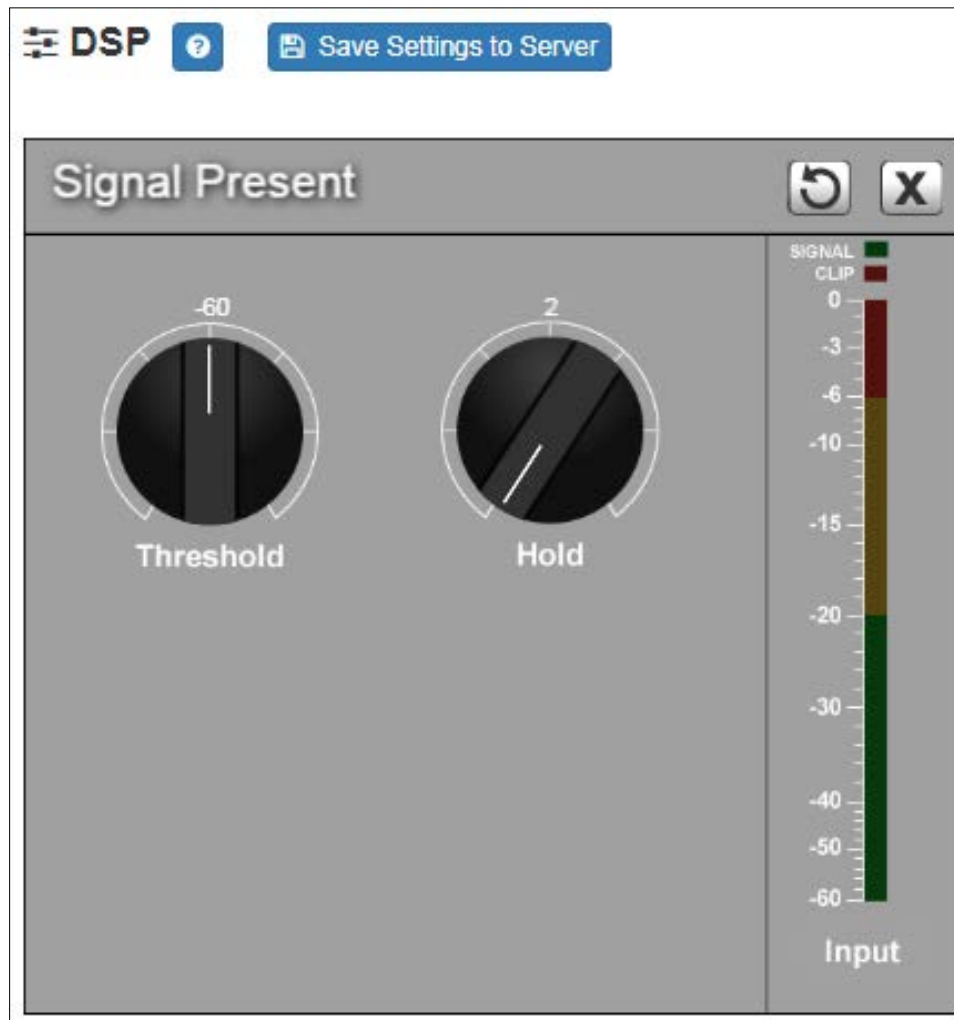 DSP ? Save Settings to Server
Signal Present X
SIGNAL
CLIP
-60 2
Threshold Hold
0
-3
-6
-10
-15
-20
-30
-40
-50
-60
Input